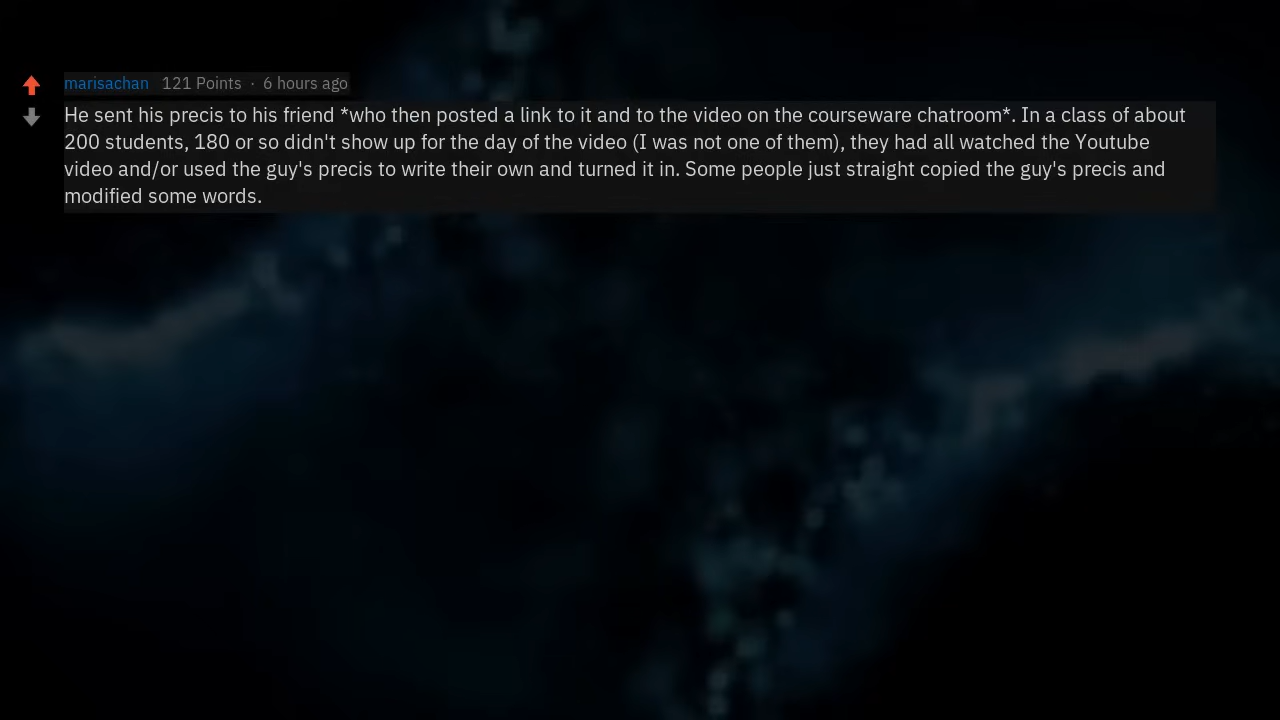 marisachan 121 Points · 6 hours ago
He sent his precis to his friend *who then posted a link to it and to the video on the courseware chatroom*. In a class of about
200 students, 180 or so didn't show up for the day of the video (I was not one of them), they had all watched the Youtube
video and/or used the guy's precis to write their own and turned it in. Some people just straight copied the guy's precis and
modified some words.